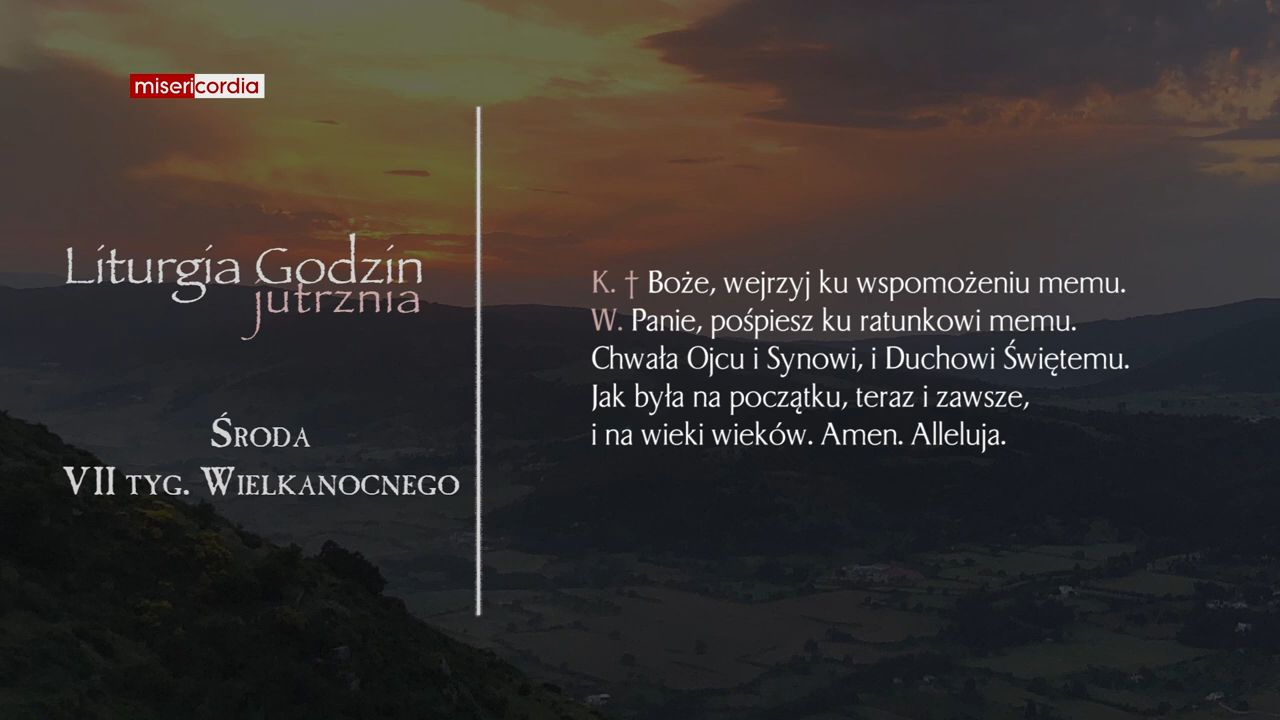 misericordia
Liturgia Godzin
jutrznia
Środa
VII tyg. Wielkanocnego
K. † Boże, wejrzyj ku wspomożeniu memu.
W. Panie, pośpiesz ku ratunkowi memu.
Chwała Ojcu i Synowi, i Duchowi Świętemu.
Jak była na początku, teraz i zawsze,
i na wieki wieków. Amen. Alleluja.